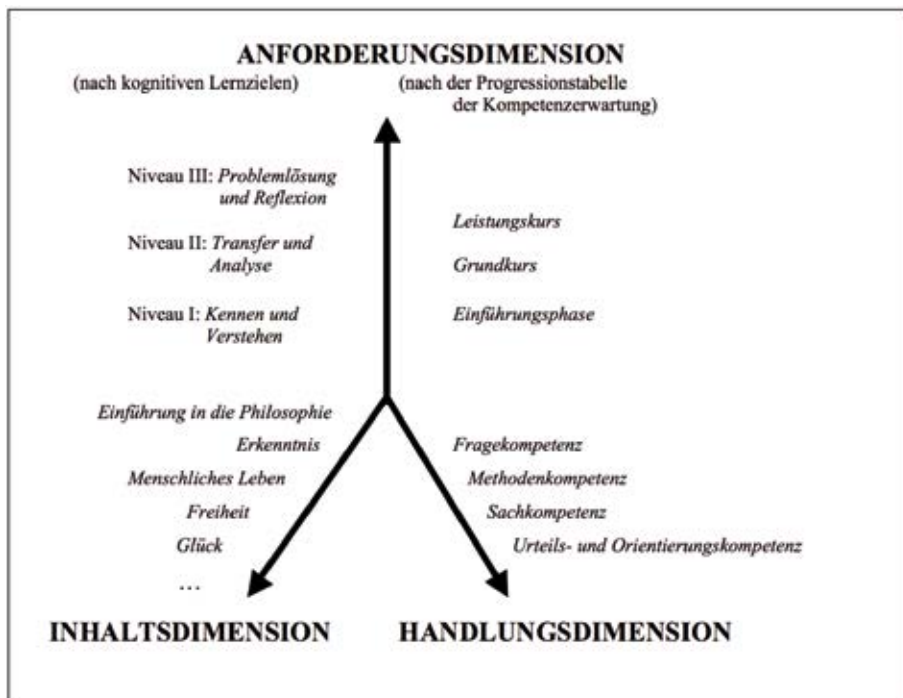 ANFORDERUNGSDIMENSION
(nach kognitiven Lernzielen)
(nach der Progressionstabelle
der Kompetenzerwartung)
Niveau III: Problemlösung
und Reflexion
Niveau II: Transfer und
Analyse
Niveau I: Kennen und
Verstehen
Leistungskurs
Grundkurs
Einführungsphase
Einführung in die Philosophie
Erkenntnis
Menschliches Leben
Freiheit
Glück
…
Fragekompetenz
Methodenkompetenz
Sachkompetenz
Urteils- und Orientierungskompetenz
INHALTSDIMENSION
HANDLUNGSDIMENSION